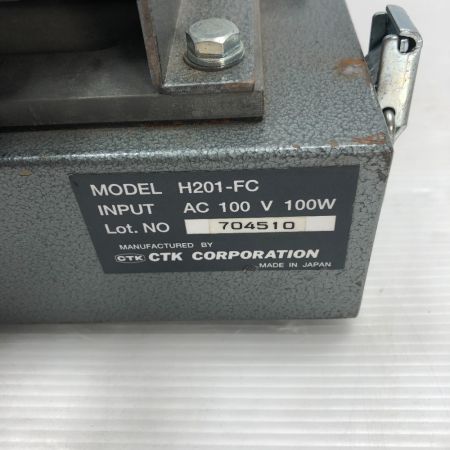 MODEL H201-FC
INPUT AC 100 V 100W
Lot. NO 704510
MANUFACTURED BY
CTK CTK CORPORATION
MADE IN JAPAN